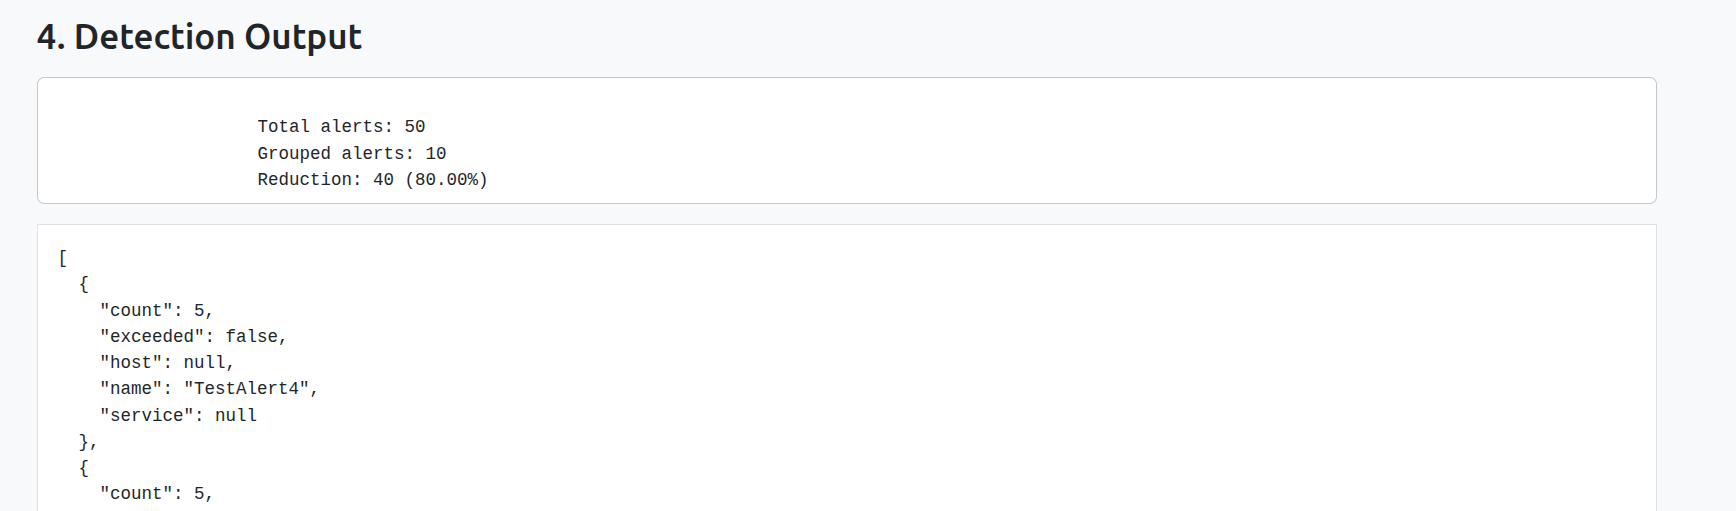 4. Detection Output
Total alerts: 50
Grouped alerts: 10
Reduction: 40 (80.00%)
[
  {
    "count": 5,
    "exceeded": false,
    "host": null,
    "name": "TestAlert4",
    "service": null
  },
  {
    "count": 5,